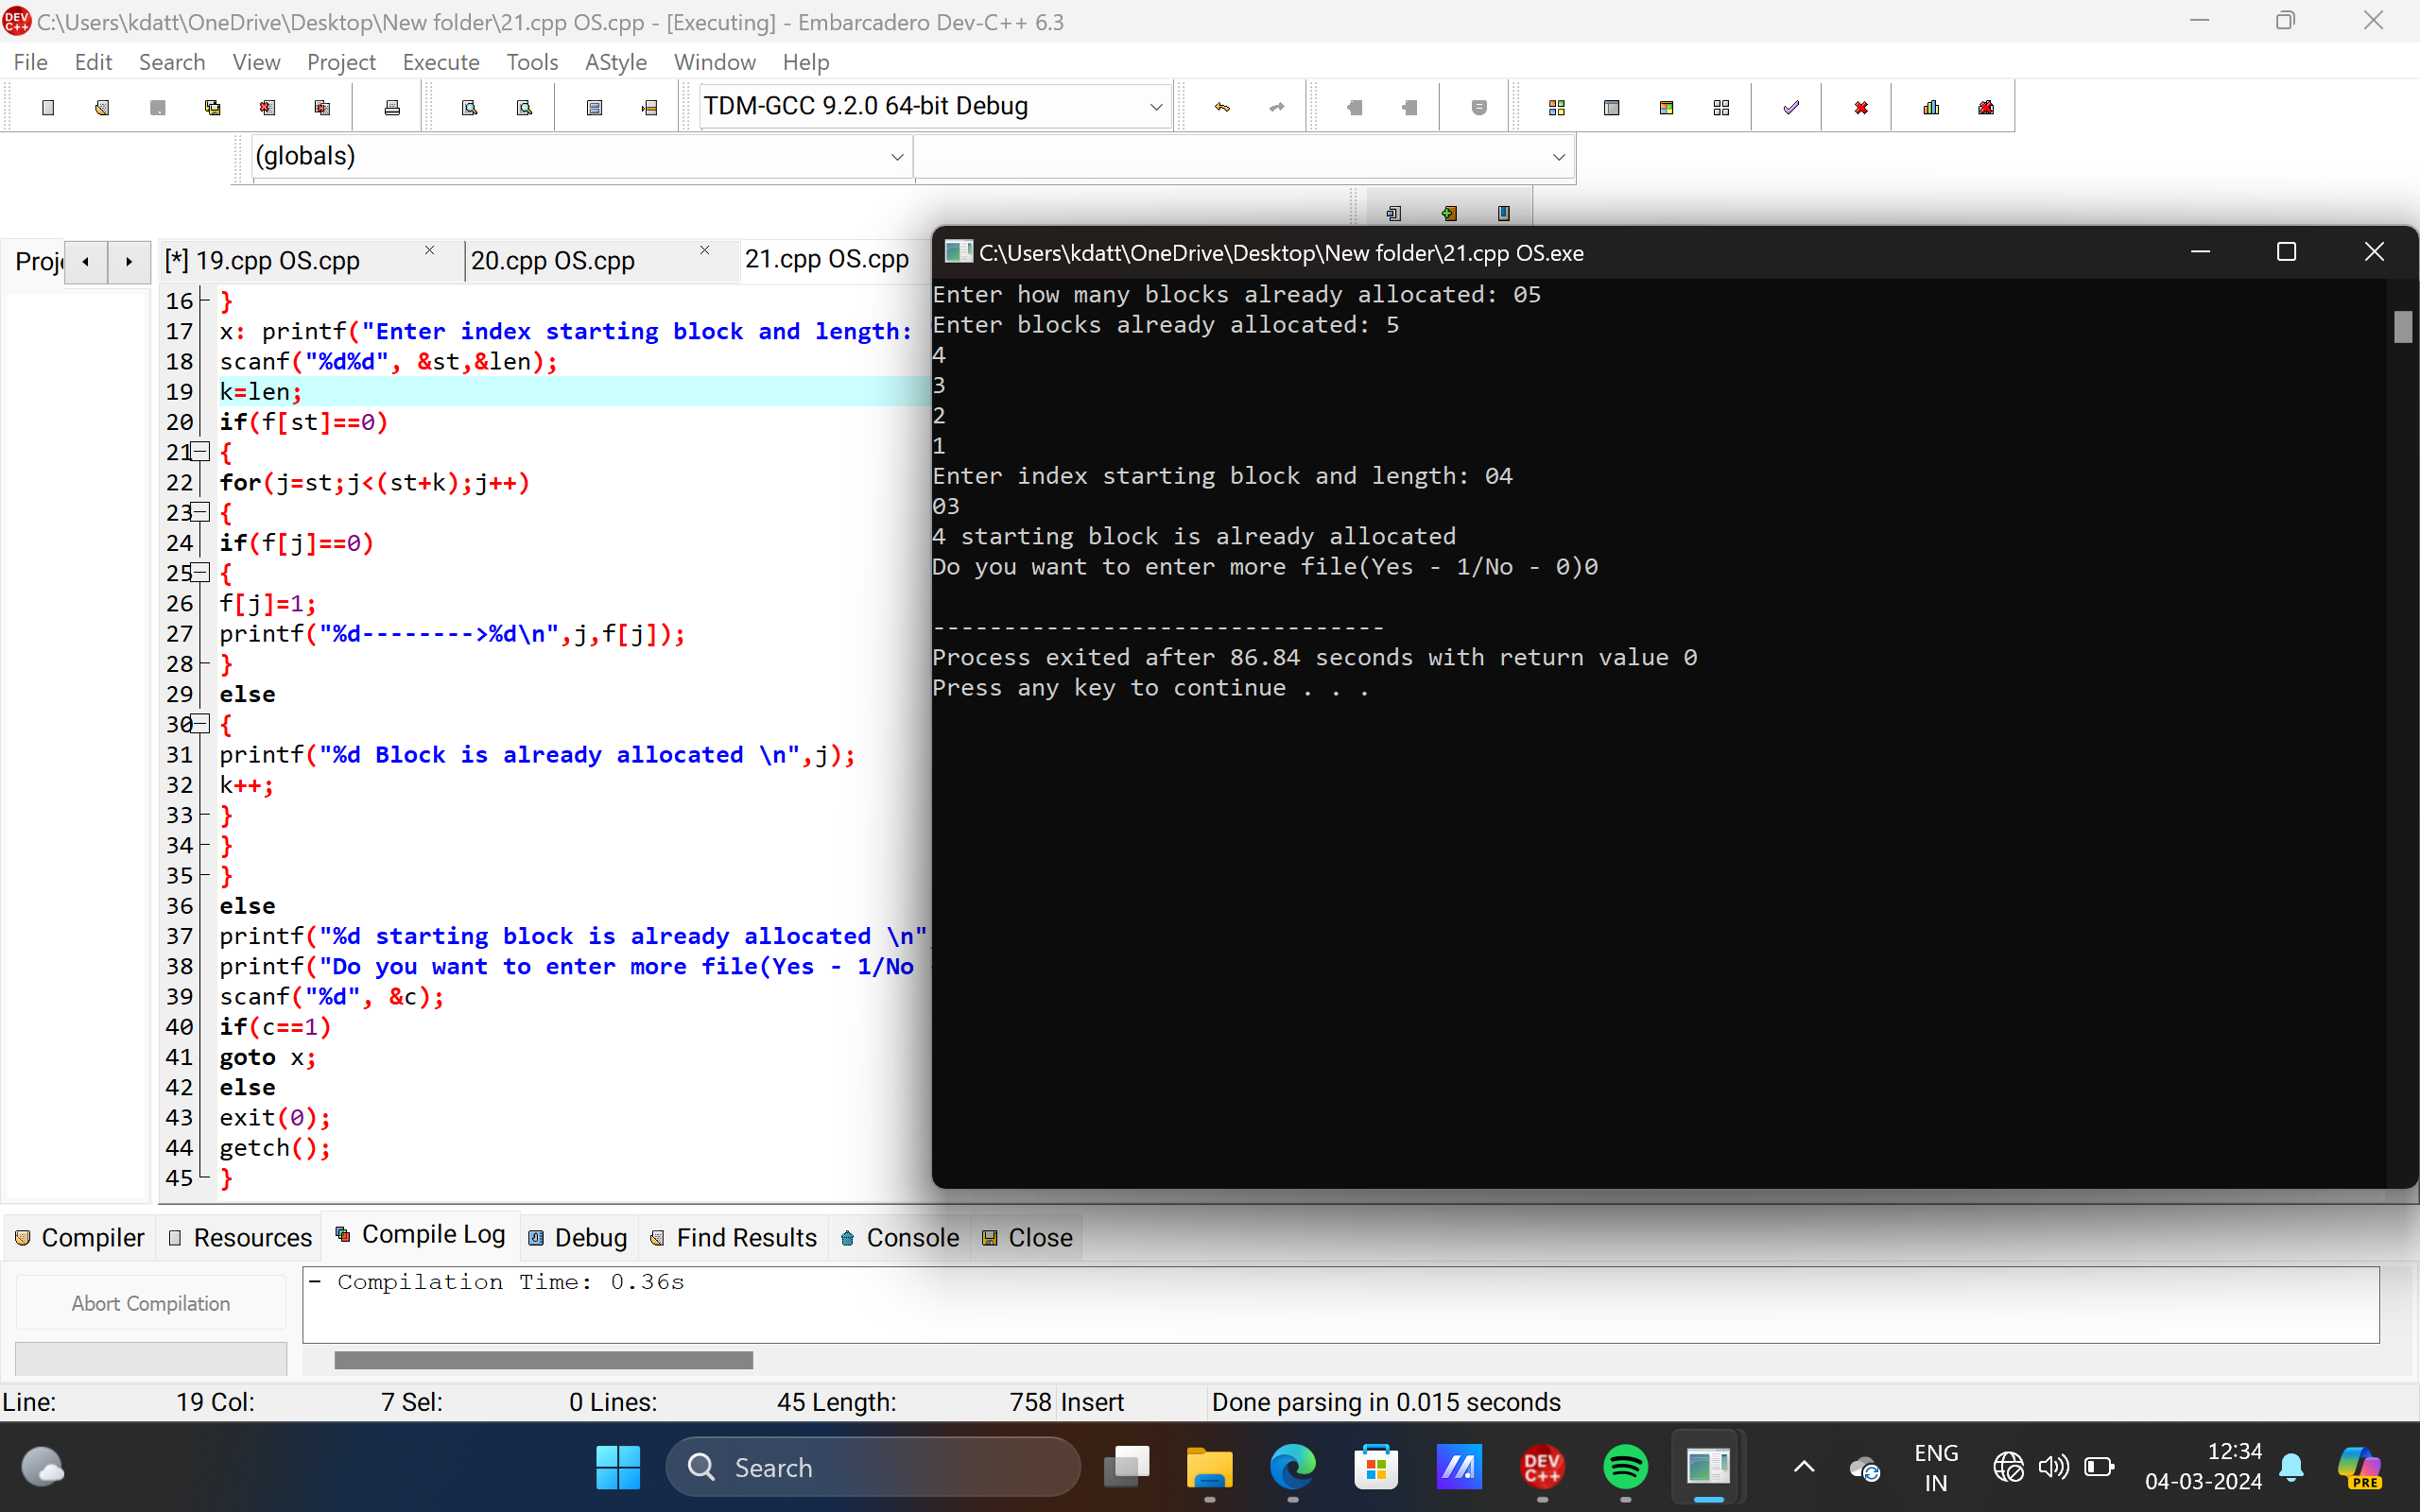 C:\Users\kdatt\OneDrive\Desktop\New folder\21.cpp OS.cpp - [Executing] - Embarcadero Dev-C++ 6.3
File Edit Search View Project Execute Tools AStyle Window Help
TDM-GCC 9.2.0 64-bit Debug
(globals)
Proj
[*] 19.cpp OS.cpp
20.cpp OS.cpp
21.cpp OS.cpp
16 }
17 x: printf("Enter index starting block and length:
18 scanf("%d%d", &st,&len);
19 k=len;
20 if(f[st]==0)
21 {
22 for(j=st;j<(st+k);j++)
23 {
24 if(f[j]==0)
25 {
26 f[j]=1;
27 printf("%d-------->%d\n",j,f[j]);
28 }
29 else
30 {
31 printf("%d Block is already allocated \n",j);
32 k++;
33 }
34 }
35 }
36 else
37 printf("%d starting block is already allocated \n"
38 printf("Do you want to enter more file(Yes - 1/No
39 scanf("%d", &c);
40 if(c==1)
41 goto x;
42 else
43 exit(0);
44 getch();
45 }
C:\Users\kdatt\OneDrive\Desktop\New folder\21.cpp OS.exe
Enter how many blocks already allocated: 05
Enter blocks already allocated: 5
4
3
2
1
Enter index starting block and length: 04
03
4 starting block is already allocated
Do you want to enter more file(Yes - 1/No - 0)0
--------------------------------
Process exited after 86.84 seconds with return value 0
Press any key to continue . . .
Compiler Resources Compile Log Debug Find Results Console Close
Abort Compilation
- Compilation Time: 0.36s
Line: 19 Col: 7 Sel: 0 Lines: 45 Length: 758 Insert Done parsing in 0.015 seconds
Search
DEV C++
ENG
IN
12:34
04-03-2024
PRE